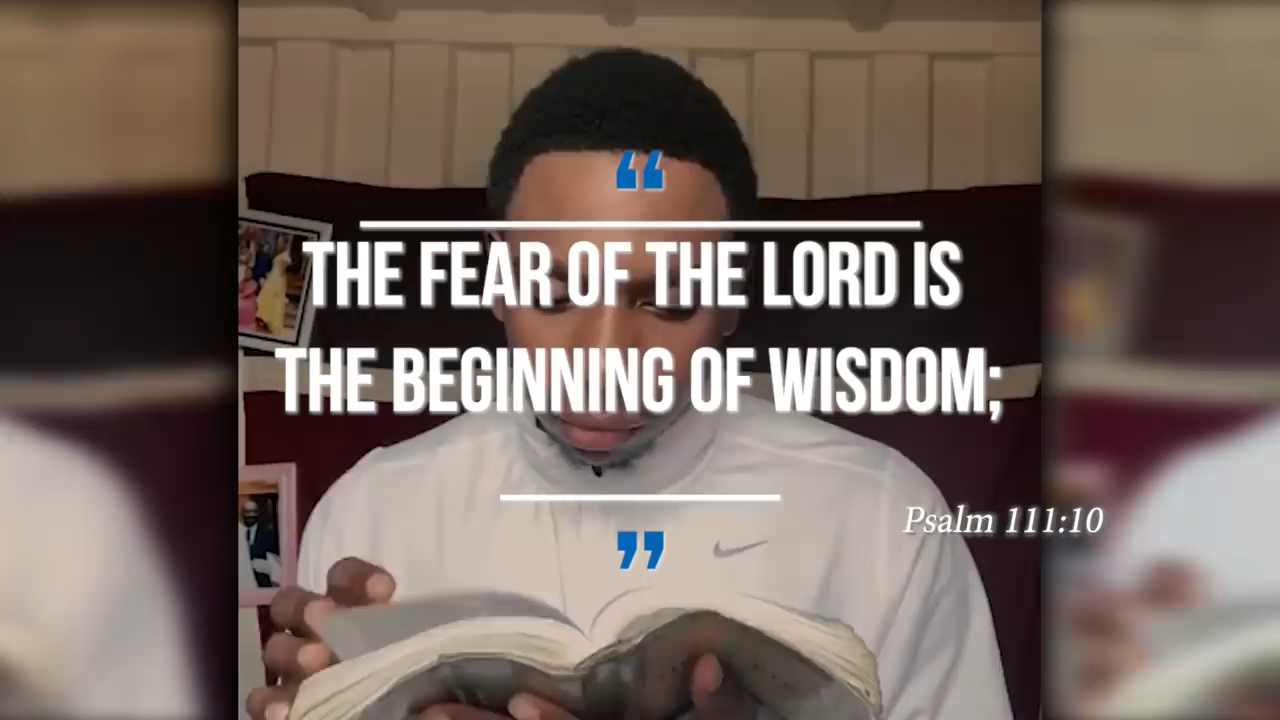 “
THE FEAR OF THE LORD IS
THE BEGINNING OF WISDOM;
Psalm 111:10
”